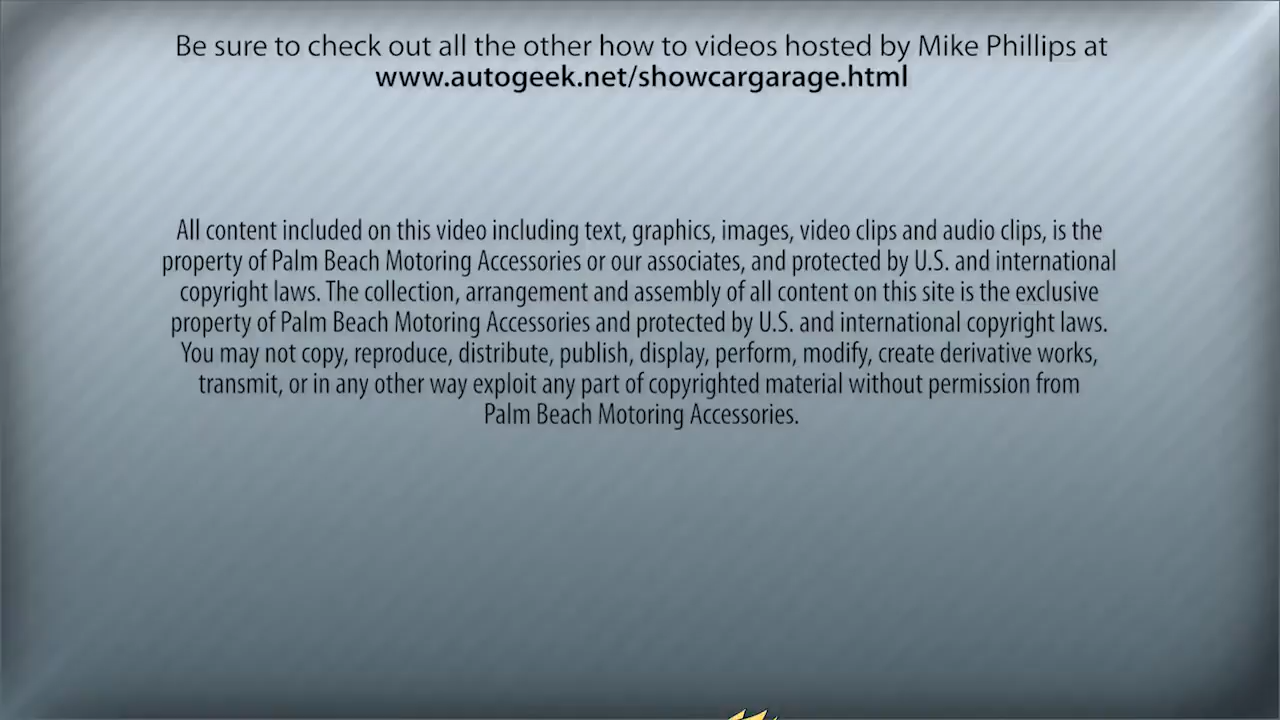 Be sure to check out all the other how to videos hosted by Mike Phillips at
www.autogeek.net/showcargarage.html
All content included on this video including text, graphics, images, video clips and audio clips, is the
property of Palm Beach Motoring Accessories or our associates, and protected by U.S. and international
copyright laws. The collection, arrangement and assembly of all content on this site is the exclusive
property of Palm Beach Motoring Accessories and protected by U.S. and international copyright laws.
You may not copy, reproduce, distribute, publish, display, perform, modify, create derivative works,
transmit, or in any other way exploit any part of copyrighted material without permission from
Palm Beach Motoring Accessories.